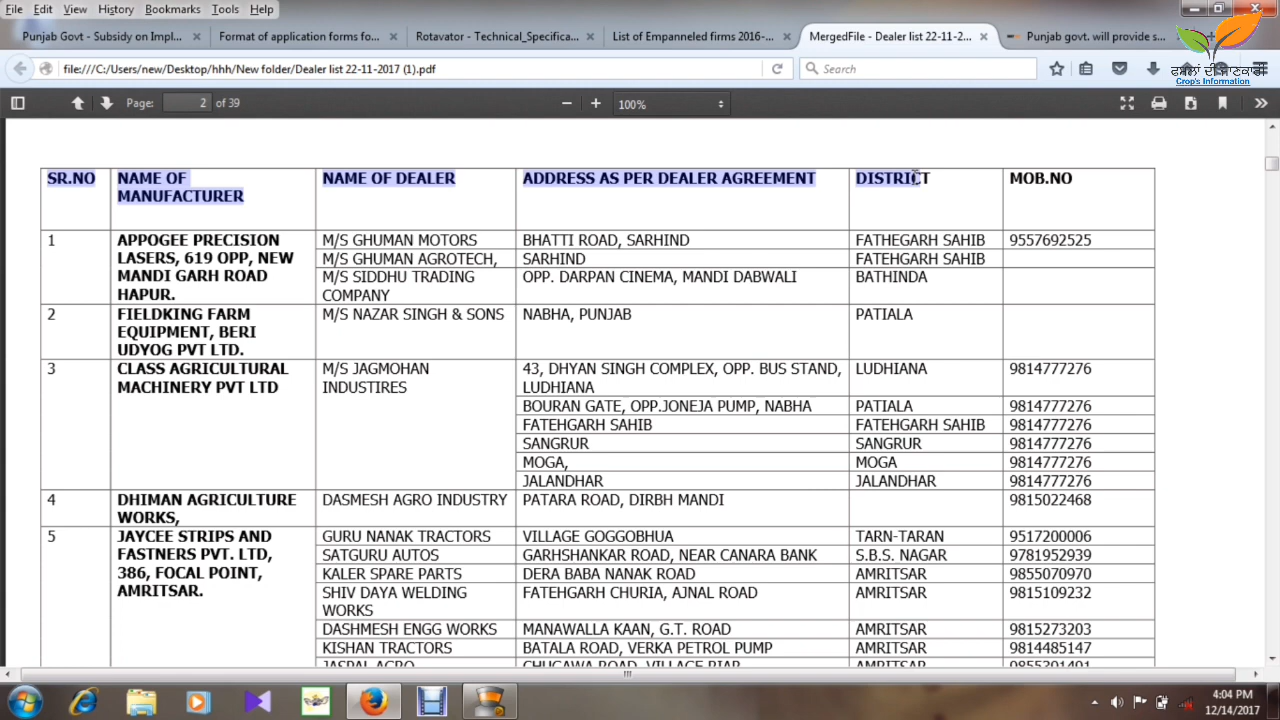 File Edit View History Bookmarks Tools Help
Punjab Govt - Subsidy on Impl... × Format of application forms fo... × Rotavator - Technical_Specifica... × List of Empanneled firms 2016-... × MergedFile - Dealer list 22-11-2... × Punjab govt. will provide s...
file:///C:/Users/new/Desktop/hhh/New folder/Dealer list 22-11-2017 (1).pdf Search
Crop's Information
Page: 2 of 39 100%
SR.NO NAME OF MANUFACTURER NAME OF DEALER ADDRESS AS PER DEALER AGREEMENT DISTRICT MOB.NO
1 APPOGEE PRECISION M/S GHUMAN MOTORS BHATTI ROAD, SARHIND FATHEGARH SAHIB 9557692525
LASERS, 619 OPP, NEW M/S GHUMAN AGROTECH, SARHIND FATEHGARH SAHIB
MANDI GARH ROAD M/S SIDDHU TRADING OPP. DARPAN CINEMA, MANDI DABWALI BATHINDA
HAPUR. COMPANY
2 FIELDKING FARM M/S NAZAR SINGH & SONS NABHA, PUNJAB PATIALA
EQUIPMENT, BERI
UDYOG PVT LTD.
3 CLASS AGRICULTURAL M/S JAGMOHAN 43, DHYAN SINGH COMPLEX, OPP. BUS STAND, LUDHIANA 9814777276
MACHINERY PVT LTD INDUSTIRES LUDHIANA
BOURAN GATE, OPP.JONEJA PUMP, NABHA PATIALA 9814777276
FATEHGARH SAHIB FATEHGARH SAHIB 9814777276
SANGRUR SANGRUR 9814777276
MOGA, MOGA 9814777276
JALANDHAR JALANDHAR 9814777276
4 DHIMAN AGRICULTURE DASMESH AGRO INDUSTRY PATARA ROAD, DIRBH MANDI 9815022468
WORKS,
5 JAYCEE STRIPS AND GURU NANAK TRACTORS VILLAGE GOGGOBHUA TARN-TARAN 9517200006
FASTNERS PVT. LTD, SATGURU AUTOS GARHSHANKAR ROAD, NEAR CANARA BANK S.B.S. NAGAR 9781952939
386, FOCAL POINT, KALER SPARE PARTS DERA BABA NANAK ROAD AMRITSAR 9855070970
AMRITSAR. SHIV DAYA WELDING FATEHGARH CHURIA, AJNAL ROAD AMRITSAR 9815109232
WORKS
DASHMESH ENGG WORKS MANAWALLA KAAN, G.T. ROAD AMRITSAR 9815273203
KISHAN TRACTORS BATALA ROAD, VERKA PETROL PUMP AMRITSAR 9814485147
4:04 PM
12/14/2017